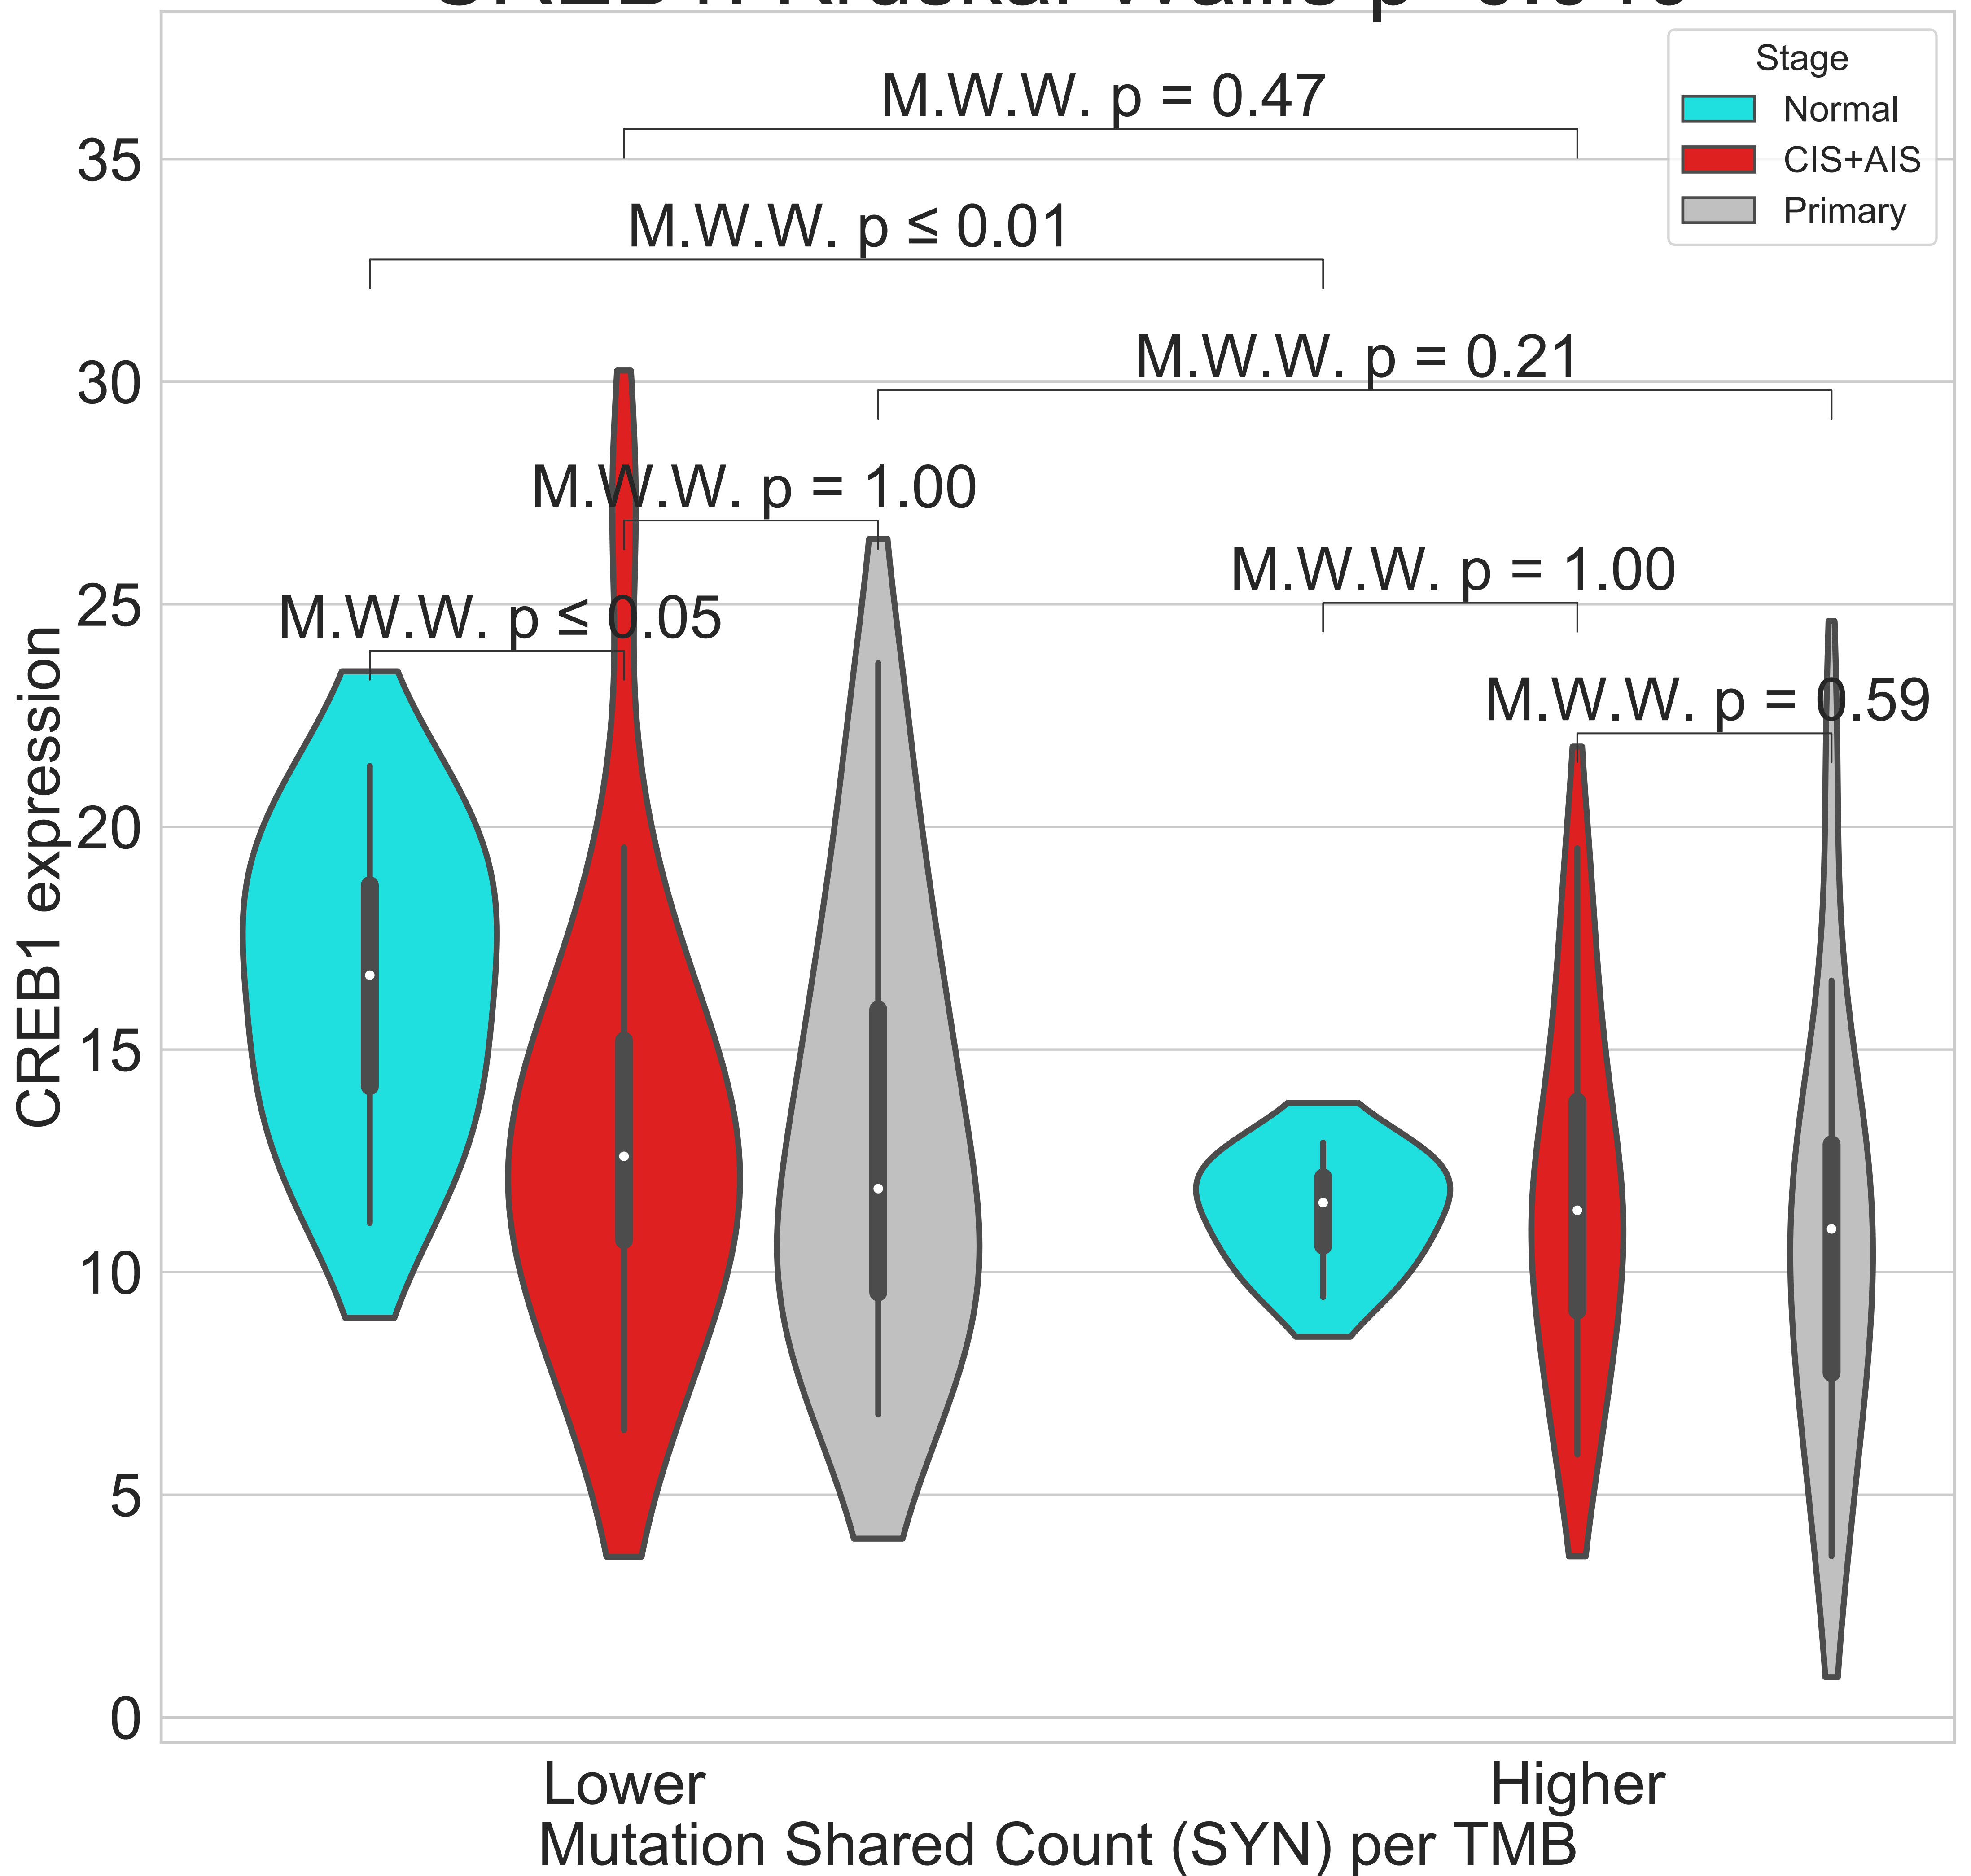 Stage
Normal
CIS+AIS
Primary
M.W.W. p = 0.47
M.W.W. p ≤ 0.01
M.W.W. p = 0.21
M.W.W. p = 1.00
M.W.W. p = 1.00
M.W.W. p ≤ 0.05
M.W.W. p = 0.59
CREB1 expression
35
30
25
20
15
10
5
0
Lower
Higher
Mutation Shared Count (SYN) per TMB